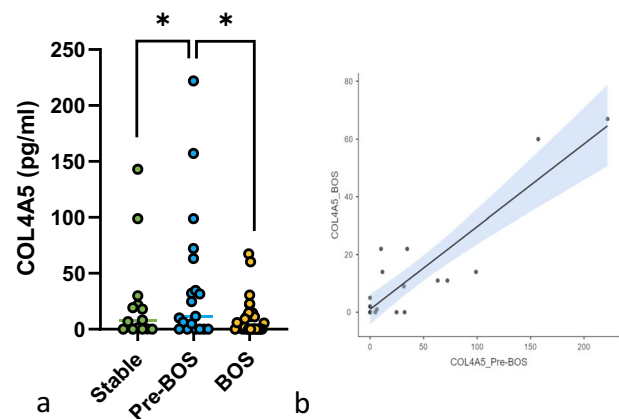 * *
250
200
150
100
50
0
COL4A5 (pg/ml)
Stable
Pre-BOS
BOS
a
80
60
40
20
0
COL4A5_BOS
0 50 100 150 200
COL4A5_Pre-BOS
b